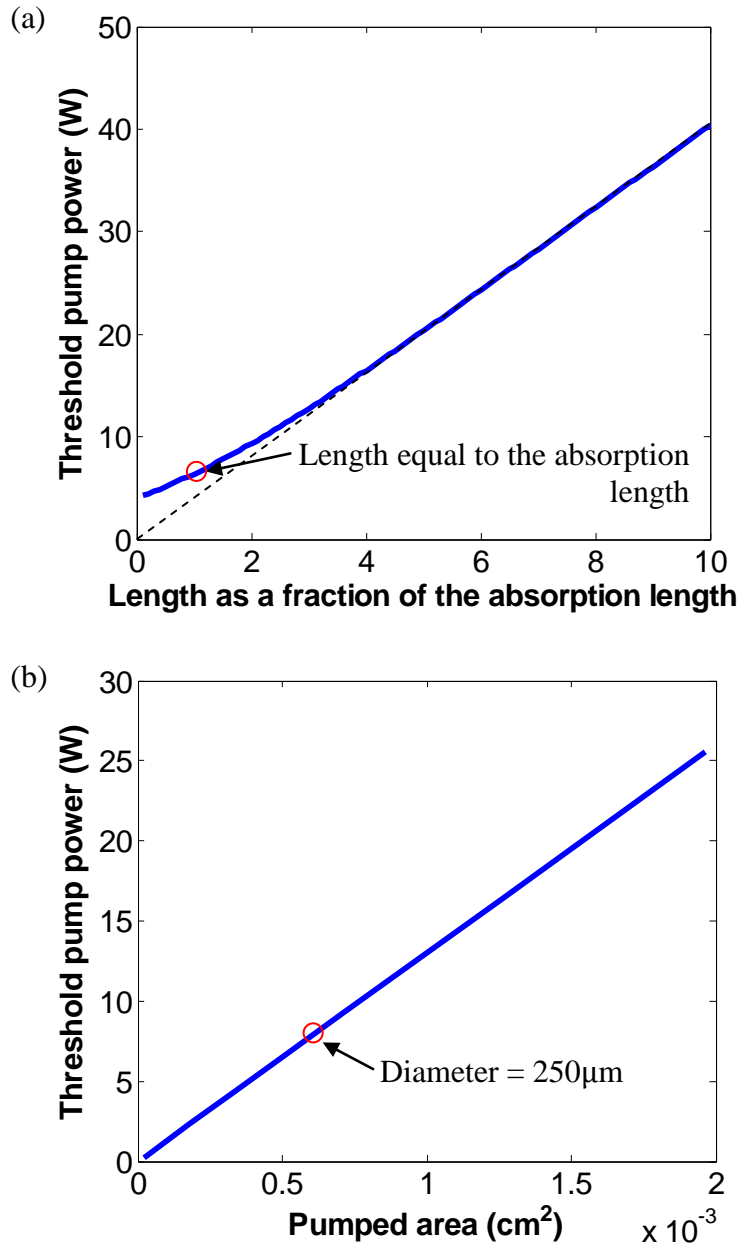 (a)
50
40
30
20
10
0
Threshold pump power (W)
Length equal to the absorption
length
0 2 4 6 8 10
Length as a fraction of the absorption length
(b)
30
25
20
15
10
5
0
Threshold pump power (W)
Diameter = 250μm
0 0.5 1 1.5 2
Pumped area (cm²)
x 10⁻³